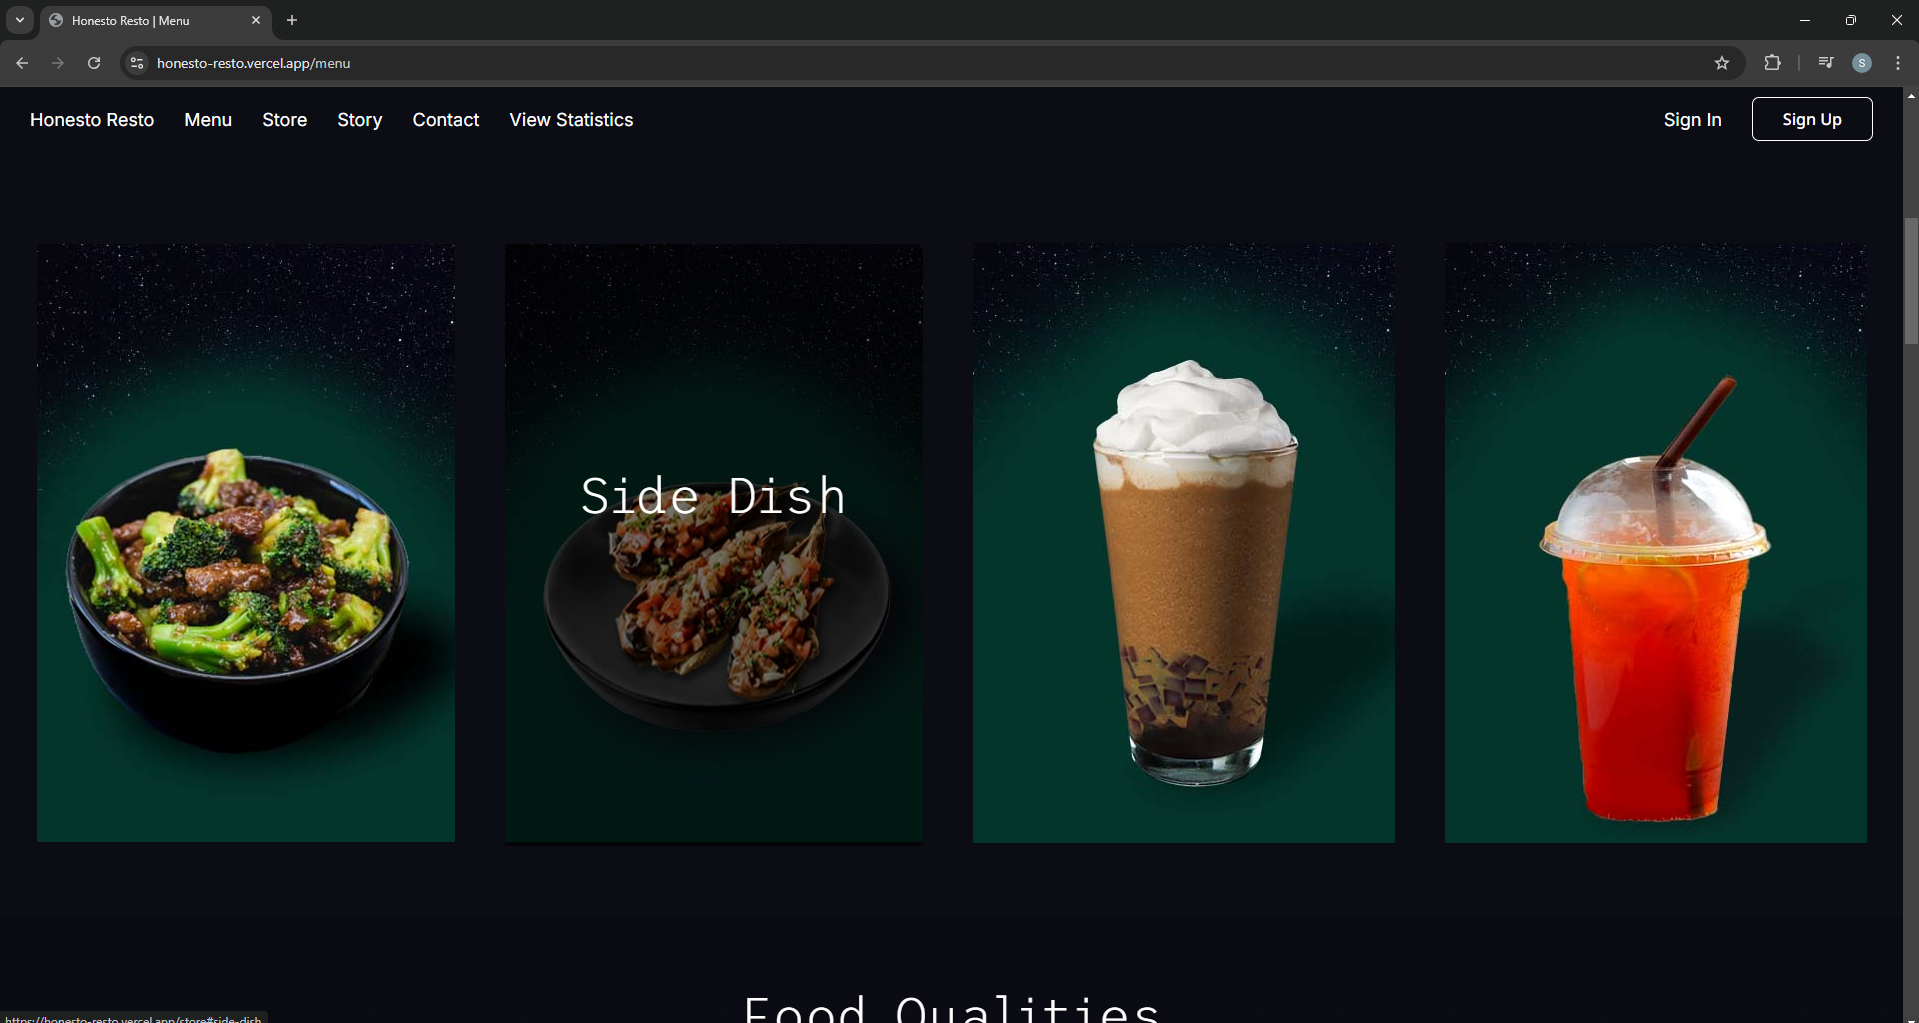 Honesto Resto | Menu
honesto-resto.vercel.app/menu
S
Honesto Resto Menu Store Story Contact View Statistics Sign In Sign Up
Side Dish
Food Qualities
https://honesto-resto.vercel.app/store#side-dish